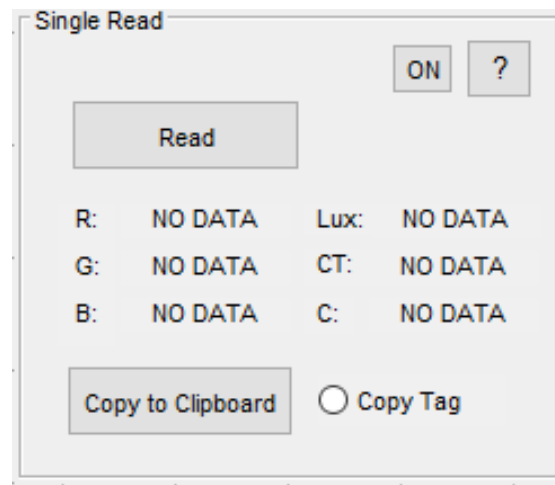 Single Read
ON ?
Read
R: NO DATA Lux: NO DATA
G: NO DATA CT: NO DATA
B: NO DATA C: NO DATA
Copy to Clipboard Copy Tag